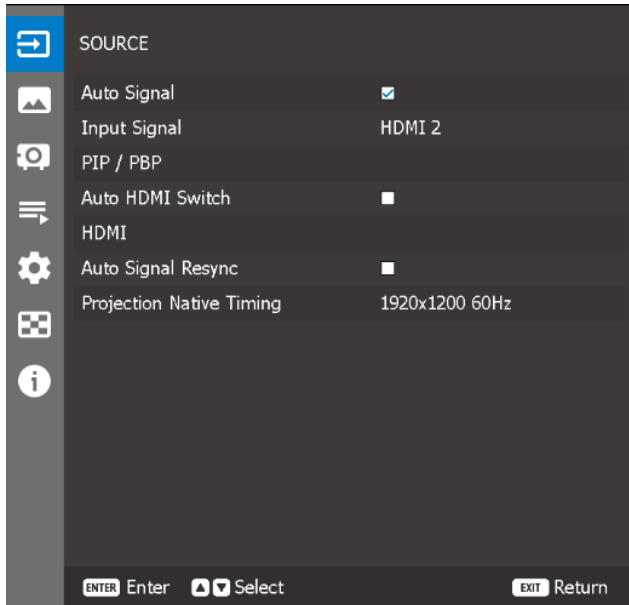 SOURCE
Auto Signal
Input Signal HDMI 2
PIP / PBP
Auto HDMI Switch
HDMI
Auto Signal Resync
Projection Native Timing 1920x1200 60Hz
ENTER Enter Select EXIT Return